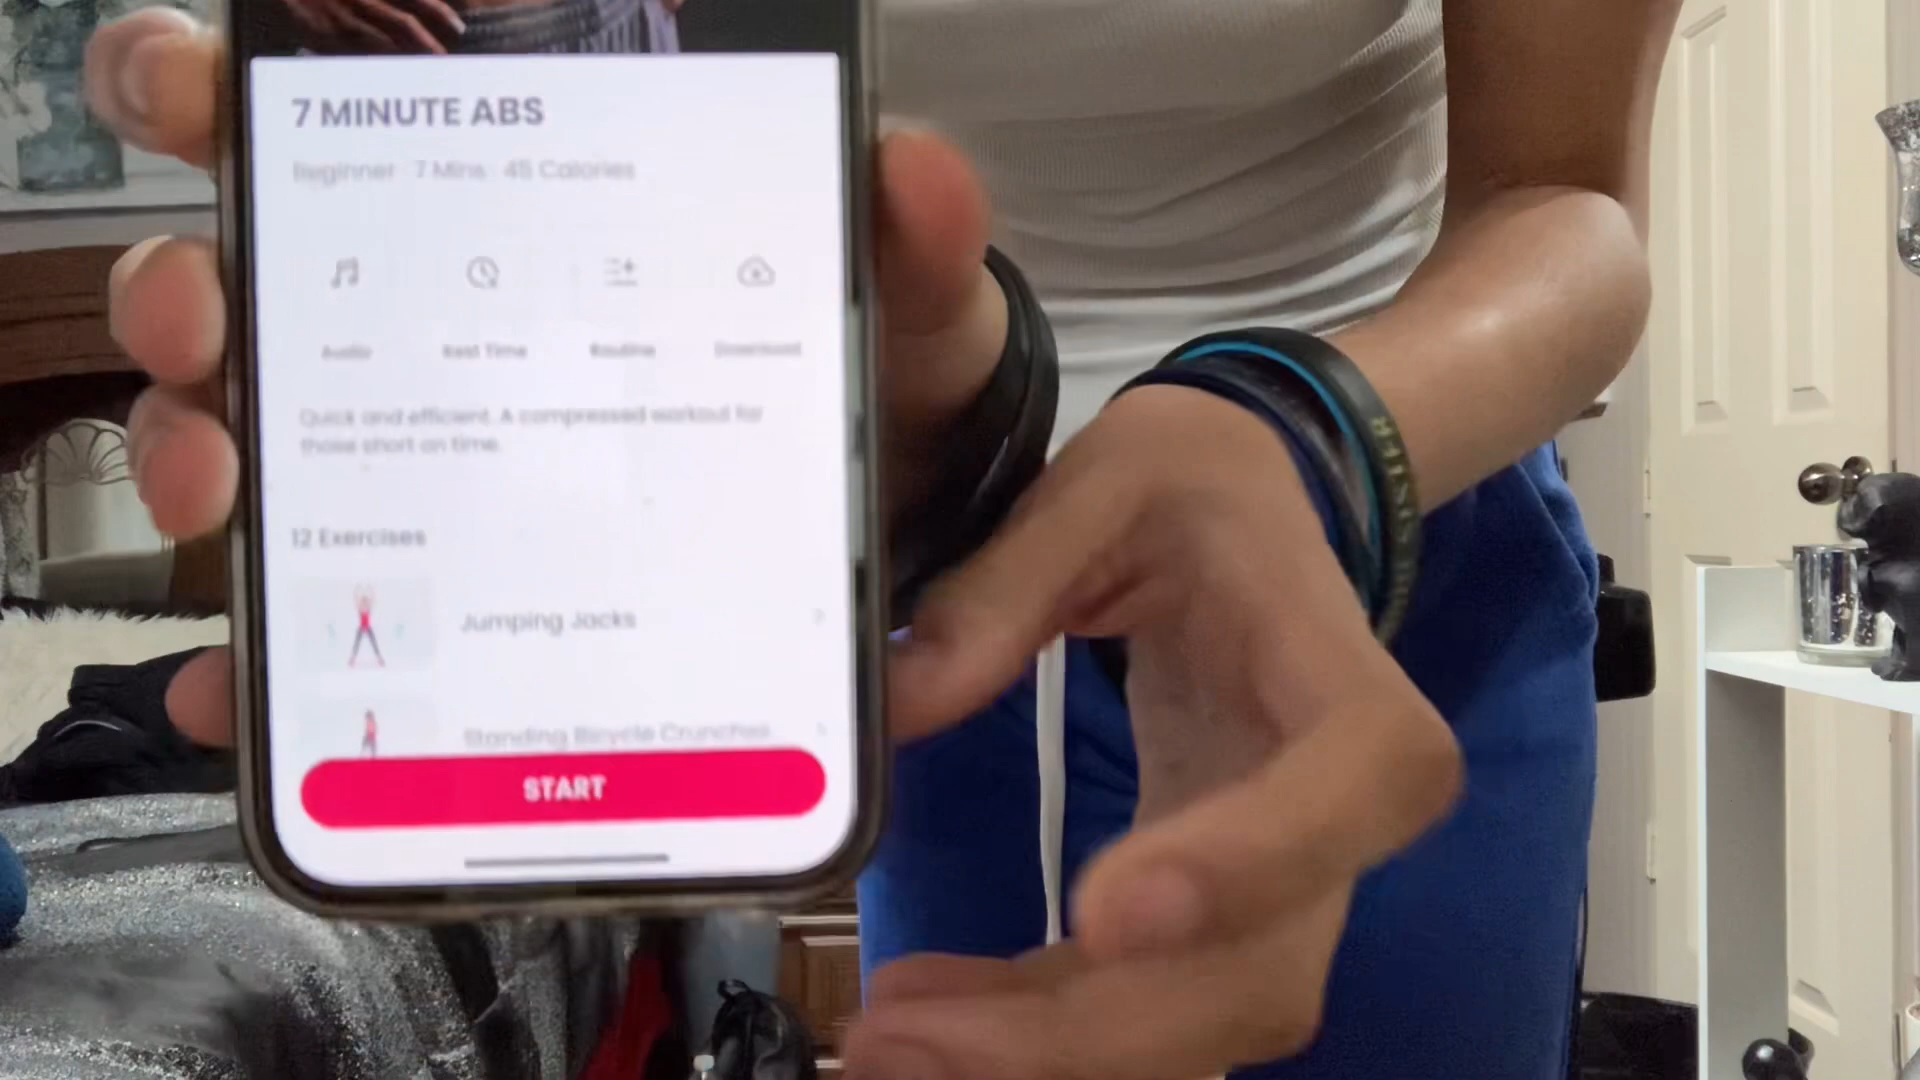 7 MINUTE ABS
Beginner · 7 Mins · 45 Calories
Audio
Rest Time
Routine
Download
Quick and efficient. A compressed workout for
those short on time.
12 Exercises
Jumping Jacks
Standing Bicycle Crunches
START